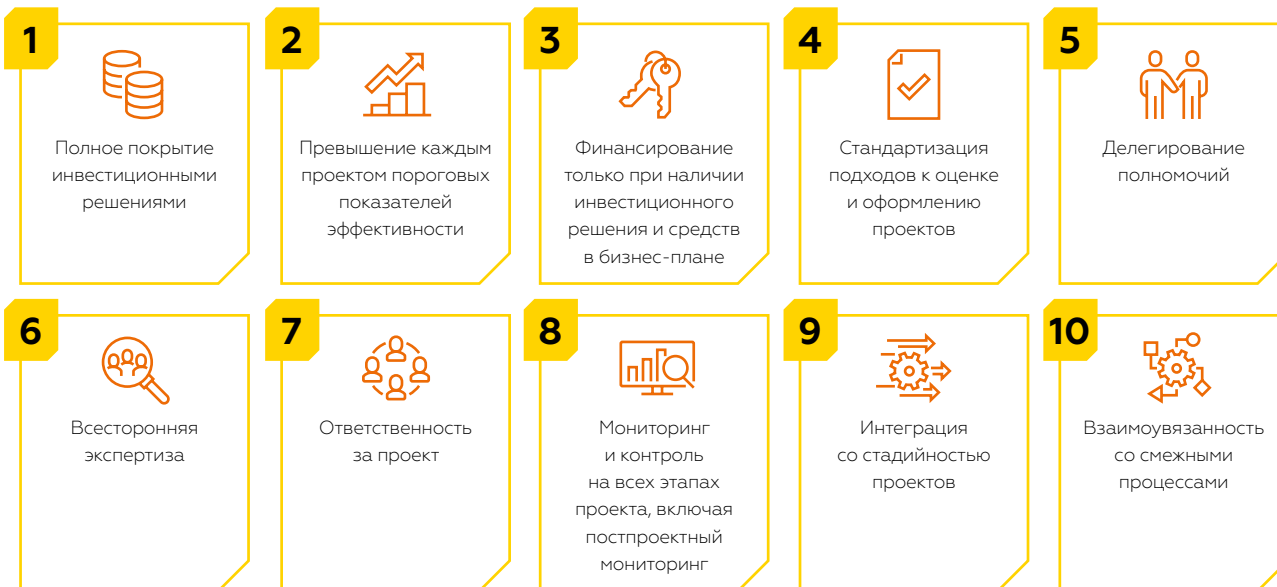 1
Полное покрытие
инвестиционными
решениями
2
Превышение каждым
проектом пороговых
показателей
эффективности
3
Финансирование
только при наличии
инвестиционного
решения и средств
в бизнес-плане
4
Стандартизация
подходов к оценке
и оформлению
проектов
5
Делегирование
полномочий
6
Всесторонняя
экспертиза
7
Ответственность
за проект
8
Мониторинг
и контроль
на всех этапах
проекта, включая
постпроектный
мониторинг
9
Интеграция
со стадийностью
проектов
10
Взаимоувязанность
со смежными
процессами